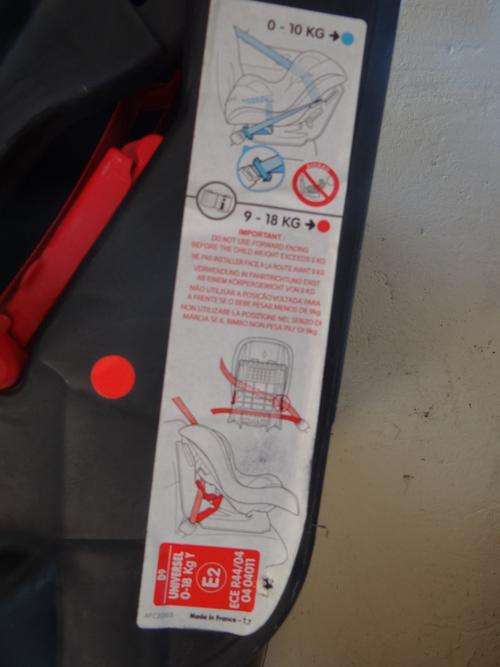 0 - 10 KG
AIRBAG
9 - 18 KG
IMPORTANT :
DO NOT USE FORWARD FACING
BEFORE THE CHILD WEIGHT EXCEEDS 9 KG
NE PAS INSTALLER FACE A LA ROUTE AVANT 9 KG
VERWENDUNG IN FAHRTRICHTUNG ERST
AB EINEM KÖRPERGEWICHT VON 9 KG
NÃO UTILIZAR A POSIÇÃO VOLTADA PARA
A FRENTE SE O BEBE PESAR MENOS DE 9Kg
NON UTILIZZARE LA POSIZIONE NEL SENSO DI
MARCIA SE IL BIMBO NON PESA PIU' DI 9Kg
D9
UNIVERSEL
0-18 Kg Y
E2
ECE R44/04
04 04011
Made in France -